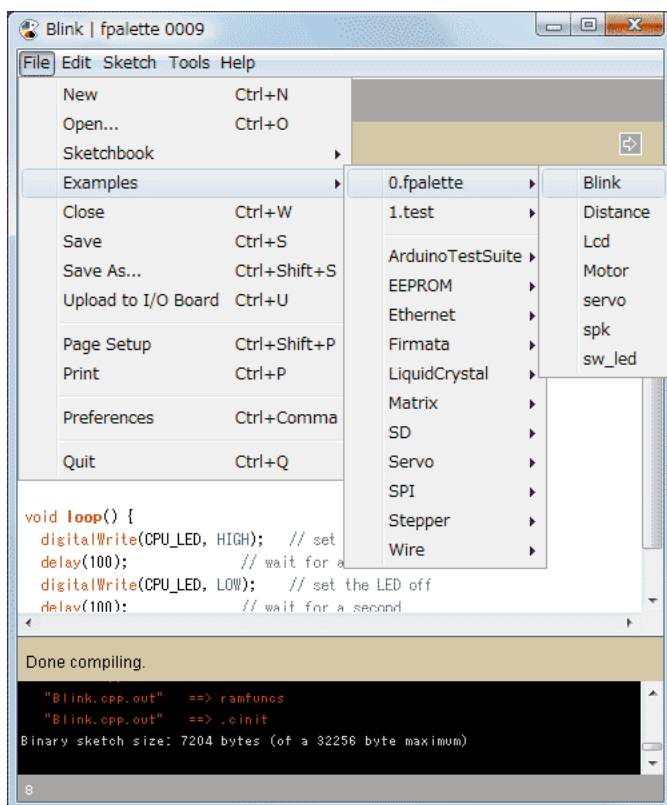 Blink | fpalette 0009
File Edit Sketch Tools Help
New Ctrl+N
Open... Ctrl+O
Sketchbook
Examples
Close Ctrl+W
Save Ctrl+S
Save As... Ctrl+Shift+S
Upload to I/O Board Ctrl+U
Page Setup Ctrl+Shift+P
Print Ctrl+P
Preferences Ctrl+Comma
Quit Ctrl+Q
0.fpalette
1.test
ArduinoTestSuite
EEPROM
Ethernet
Firmata
LiquidCrystal
Matrix
SD
Servo
SPI
Stepper
Wire
Blink
Distance
Lcd
Motor
servo
spk
sw_led
void loop() {
digitalWrite(CPU_LED, HIGH); // set
delay(100); // wait for a
digitalWrite(CPU_LED, LOW); // set the LED off
delay(100); // wait for a second
Done compiling.
"Blink.cpp.out" ==> ramfuncs
"Blink.cpp.out" ==> .cinit
Binary sketch size: 7204 bytes (of a 32256 byte maximum)
8